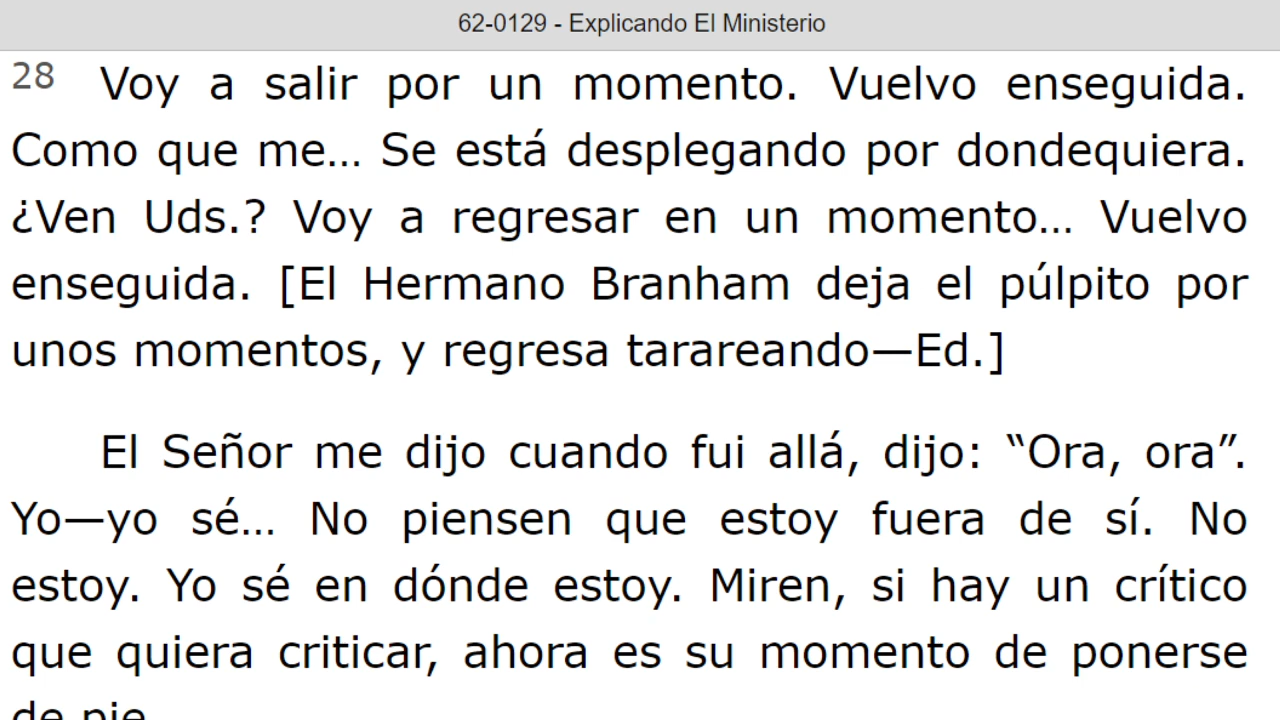 62-0129 - Explicando El Ministerio
28 Voy a salir por un momento. Vuelvo enseguida.
Como que me… Se está desplegando por dondequiera.
¿Ven Uds.? Voy a regresar en un momento… Vuelvo
enseguida. [El Hermano Branham deja el púlpito por
unos momentos, y regresa tarareando—Ed.]
El Señor me dijo cuando fui allá, dijo: “Ora, ora”.
Yo—yo sé… No piensen que estoy fuera de sí. No
estoy. Yo sé en dónde estoy. Miren, si hay un crítico
que quiera criticar, ahora es su momento de ponerse
de pie.